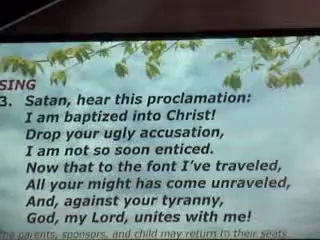 SING
3. Satan, hear this proclamation:
I am baptized into Christ!
Drop your ugly accusation,
I am not so soon enticed.
Now that to the font I've traveled,
All your might has come unraveled,
And, against your tyranny,
God, my Lord, unites with me!
The parents, sponsors, and child may return to their seats